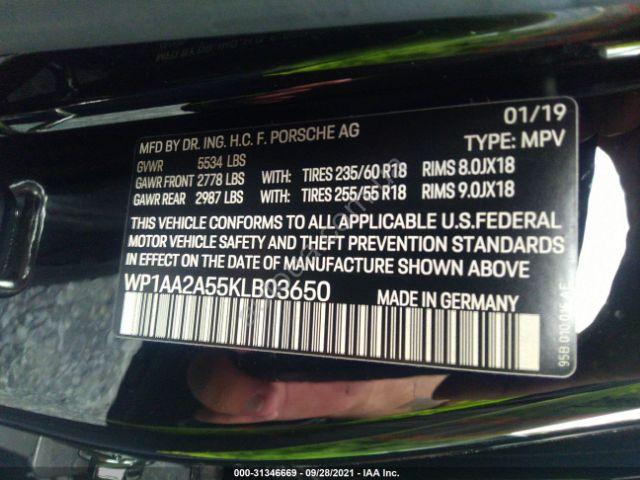 01/19
MFD BY DR. ING. H.C. F. PORSCHE AG TYPE: MPV
GVWR 5534 LBS
GAWR FRONT 2778 LBS WITH: TIRES 235/60 R18 RIMS 8.0JX18
GAWR REAR 2987 LBS WITH: TIRES 255/55 R18 RIMS 9.0JX18
THIS VEHICLE CONFORMS TO ALL APPLICABLE U.S.FEDERAL
MOTOR VEHICLE SAFETY AND THEFT PREVENTION STANDARDS
IN EFFECT ON THE DATE OF MANUFACTURE SHOWN ABOVE
WP1AA2A55KLB03650 MADE IN GERMANY
95B 010
000-31346669 - 09/28/2021 - IAA Inc.